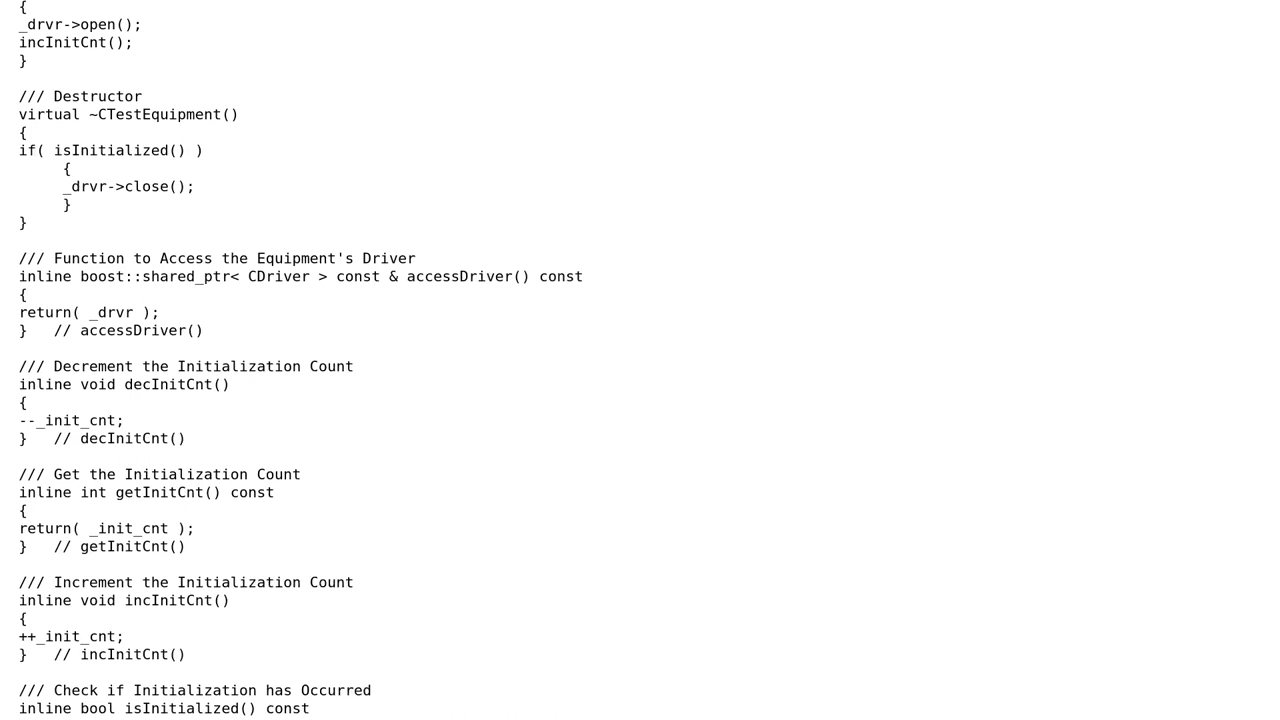 {
_drvr->open();
incInitCnt();
}

/// Destructor
virtual ~CTestEquipment()
{
if( isInitialized() )
     {
     _drvr->close();
     }
}

/// Function to Access the Equipment's Driver
inline boost::shared_ptr< CDriver > const & accessDriver() const
{
return( _drvr );
}   // accessDriver()

/// Decrement the Initialization Count
inline void decInitCnt()
{
--_init_cnt;
}   // decInitCnt()

/// Get the Initialization Count
inline int getInitCnt() const
{
return( _init_cnt );
}   // getInitCnt()

/// Increment the Initialization Count
inline void incInitCnt()
{
++_init_cnt;
}   // incInitCnt()

/// Check if Initialization has Occurred
inline bool isInitialized() const